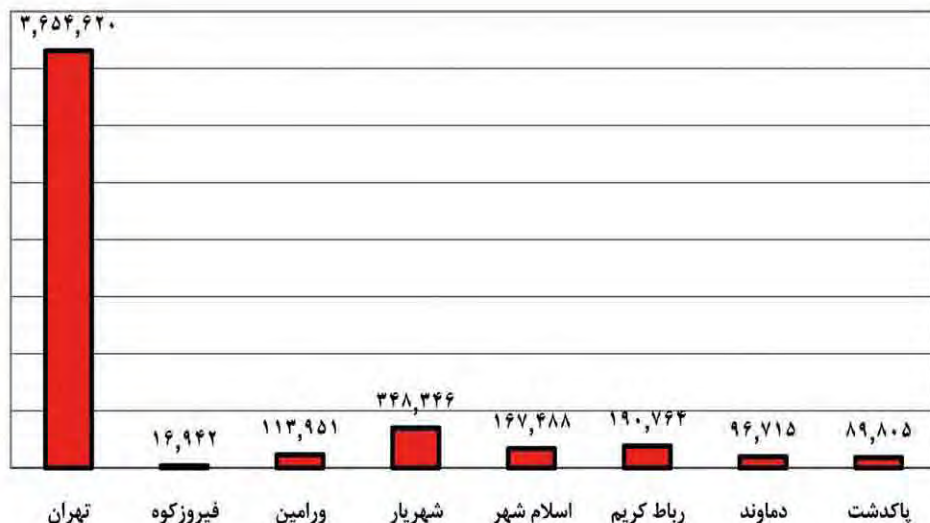 ۳,۶۵۴,۶۲۰
۱۶,۹۴۲
۱۱۳,۹۵۱
۳۴۸,۳۴۶
۱۶۷,۴۸۸
۱۹۰,۷۶۴
۹۶,۷۱۵
۸۹,۸۰۵
تهران
فیروزکوه
ورامین
شهریار
اسلام شهر
رباط کریم
دماوند
پاکدشت